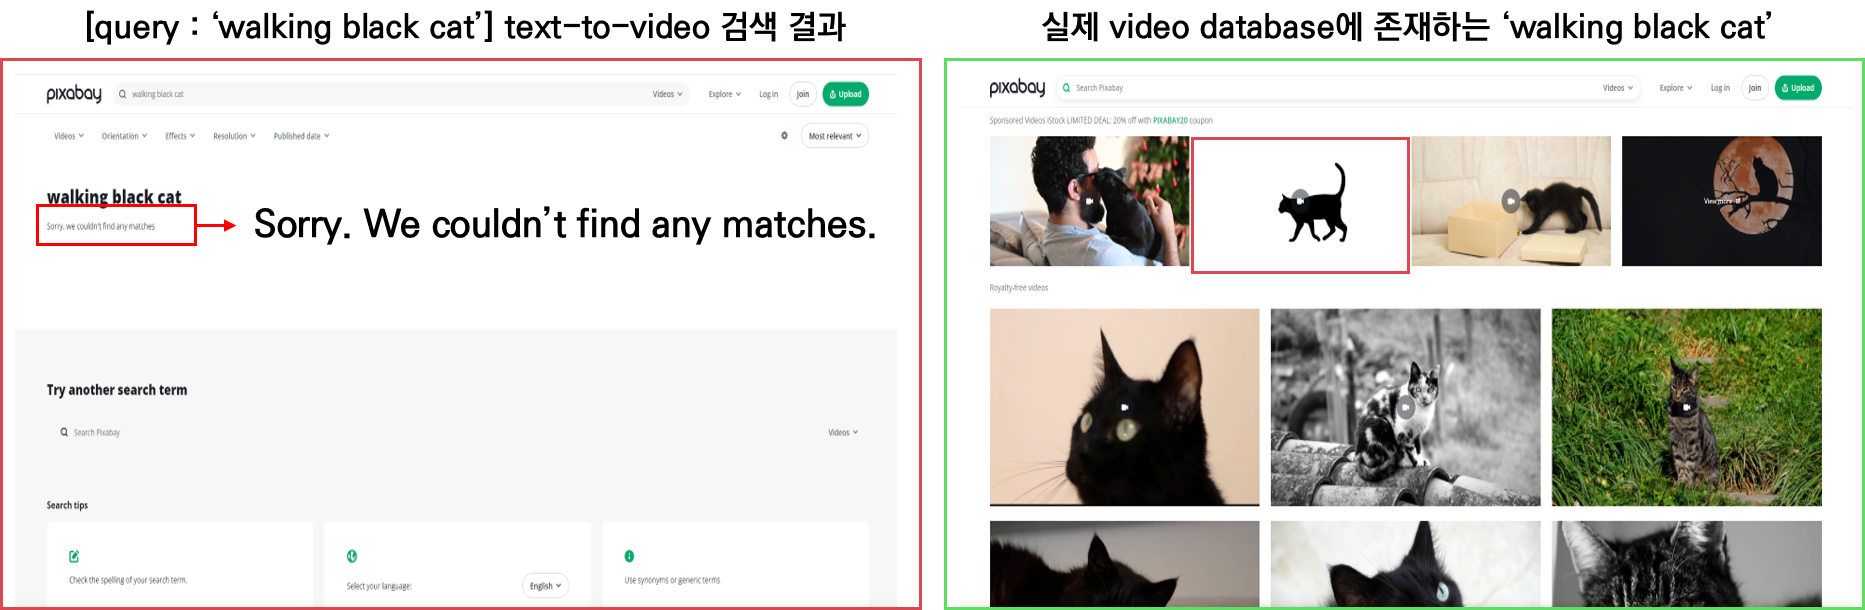 [query : ‘walking black cat’] text-to-video 검색 결과
실제 video database에 존재하는 ‘walking black cat’
pixabay
walking black cat
Videos
Explore
Log in
Join
Upload
Videos
Orientation
Effects
Resolution
Published date
Most relevant
walking black cat
Sorry, we couldn't find any matches
Sorry. We couldn’t find any matches.
Try another search term
Search Pixabay
Videos
Search tips
Check the spelling of your search term.
Select your language:
English
Use synonyms or generic terms
pixabay
Search Pixabay
Videos
Explore
Log in
Join
Upload
Sponsored Videos iStock LIMITED DEAL: 20% off with PIXABAY20 coupon
View more
Royalty-free videos